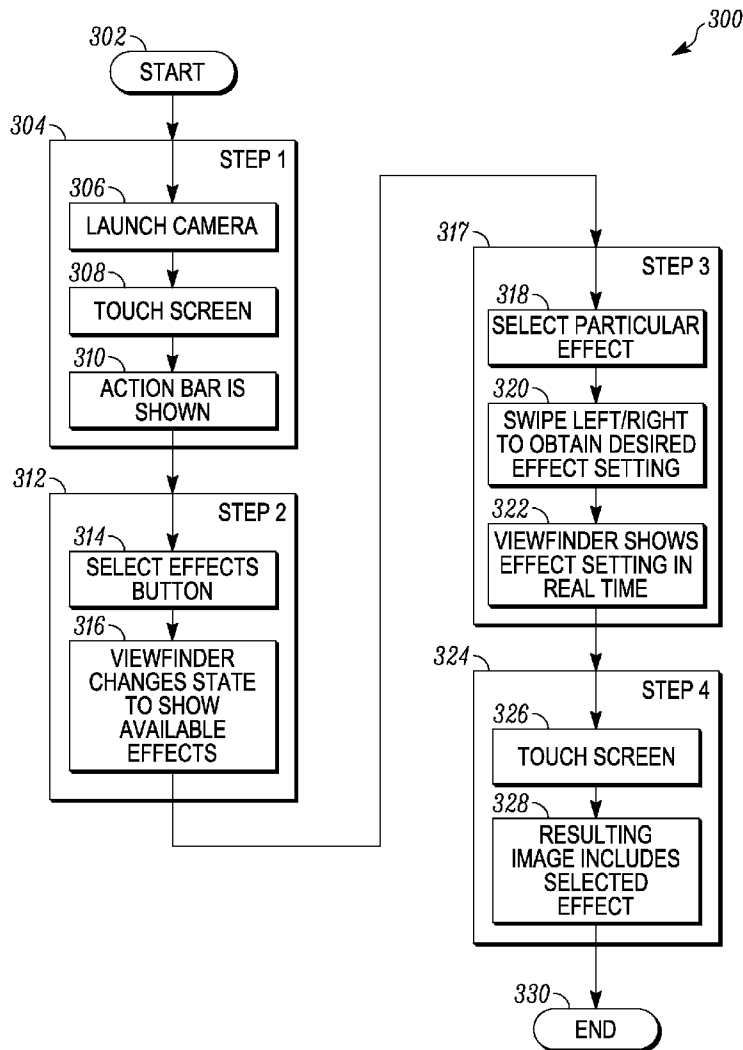 300
302
START
304
STEP 1
306
LAUNCH CAMERA
308
TOUCH SCREEN
310
ACTION BAR IS
SHOWN
312
STEP 2
314
SELECT EFFECTS
BUTTON
316
VIEWFINDER
CHANGES STATE
TO SHOW
AVAILABLE
EFFECTS
317
STEP 3
318
SELECT PARTICULAR
EFFECT
320
SWIPE LEFT/RIGHT
TO OBTAIN DESIRED
EFFECT SETTING
322
VIEWFINDER SHOWS
EFFECT SETTING IN
REAL TIME
324
STEP 4
326
TOUCH SCREEN
328
RESULTING
IMAGE INCLUDES
SELECTED
EFFECT
330
END